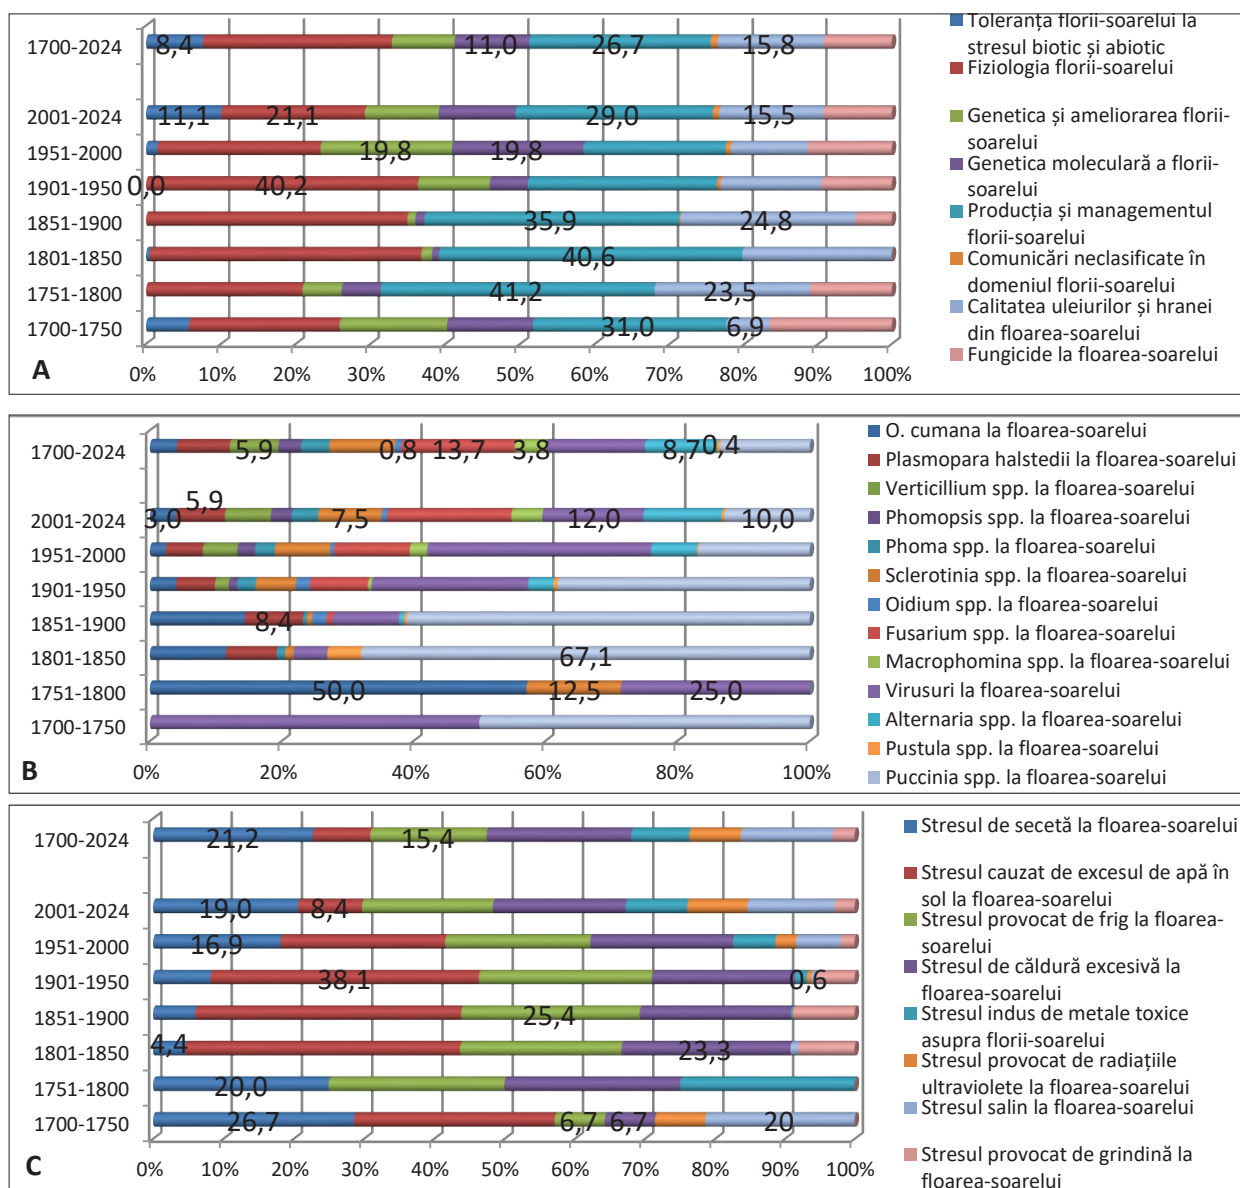 1700-2024
8,4 11,0 26,7 15,8
2001-2024
11,1 21,1 29,0 15,5
1951-2000
19,8 19,8
1901-1950
0,0 40,2
1851-1900
35,9 24,8
1801-1850
40,6
1751-1800
41,2 23,5
1700-1750
31,0 6,9
A
0% 10% 20% 30% 40% 50% 60% 70% 80% 90% 100%
Toleranța florii-soarelui la
stresul biotic și abiotic
Fiziologia florii-soarelui
Genetica și ameliorarea florii-
soarelui
Genetica moleculară a florii-
soarelui
Producția și managementul
florii-soarelui
Comunicări neclasificate în
domeniul florii-soarelui
Calitatea uleiurilor și hranei
din floarea-soarelui
Fungicide la floarea-soarelui
1700-2024
5,9 0,8 13,7 3,8 8,7 0,4
2001-2024
3,0 5,9 7,5 12,0 10,0
1951-2000
1901-1950
1851-1900
8,4
1801-1850
67,1
1751-1800
50,0 12,5 25,0
1700-1750
B
0% 20% 40% 60% 80% 100%
O. cumana la floarea-soarelui
Plasmopara halstedii la floarea-soarelui
Verticillium spp. la floarea-soarelui
Phomopsis spp. la floarea-soarelui
Phoma spp. la floarea-soarelui
Sclerotinia spp. la floarea-soarelui
Oidium spp. la floarea-soarelui
Fusarium spp. la floarea-soarelui
Macrophomina spp. la floarea-soarelui
Virusuri la floarea-soarelui
Alternaria spp. la floarea-soarelui
Pustula spp. la floarea-soarelui
Puccinia spp. la floarea-soarelui
1700-2024
21,2 15,4
2001-2024
19,0 8,4
1951-2000
16,9
1901-1950
38,1 0,6
1851-1900
25,4
1801-1850
4,4 23,3
1751-1800
20,0
1700-1750
26,7 6,7 6,7 20
C
0% 10% 20% 30% 40% 50% 60% 70% 80% 90% 100%
Stresul de secetă la floarea-soarelui
Stresul cauzat de excesul de apă în
sol la floarea-soarelui
Stresul provocat de frig la floarea-
soarelui
Stresul de căldură excesivă la
floarea-soarelui
Stresul indus de metale toxice
asupra florii-soarelui
Stresul provocat de radiațiile
ultraviolete la floarea-soarelui
Stresul salin la floarea-soarelui
Stresul provocat de grindină la
floarea-soarelui